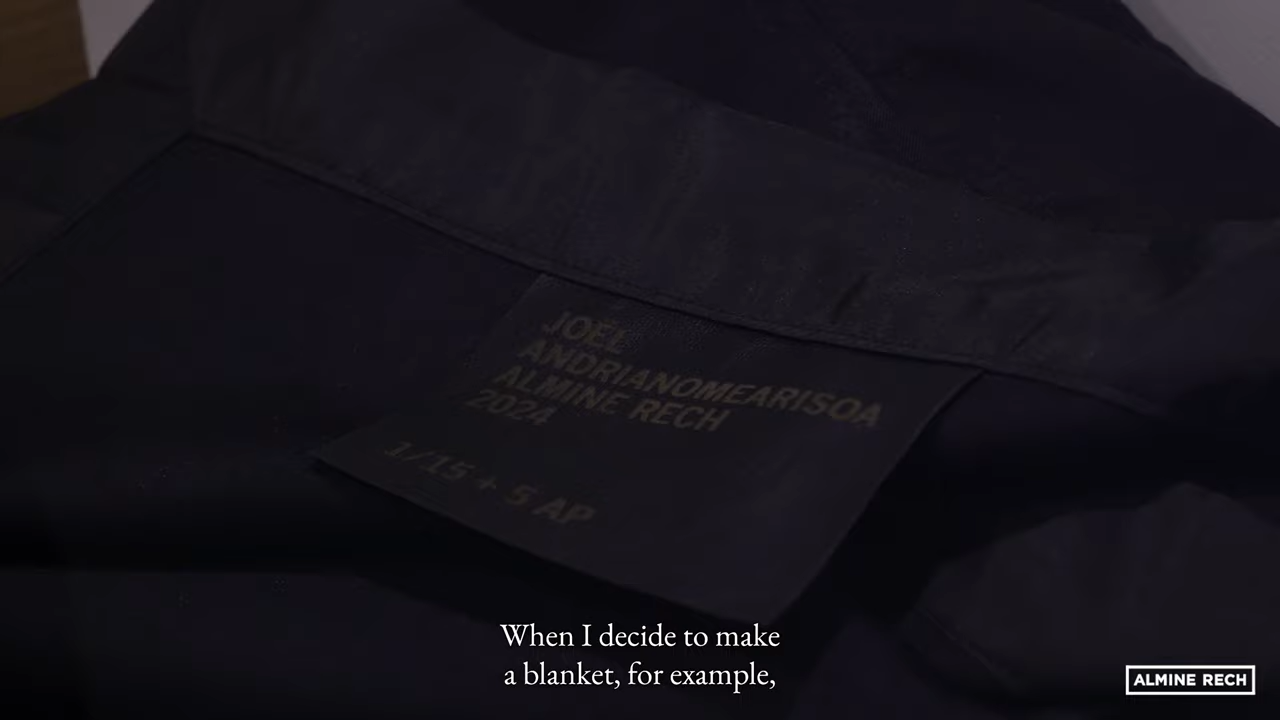 JOEL
ANDRIANOMEARISOA
ALMINE RECH
2024
1/15 + 5 AP
When I decide to make
a blanket, for example,
ALMINE RECH